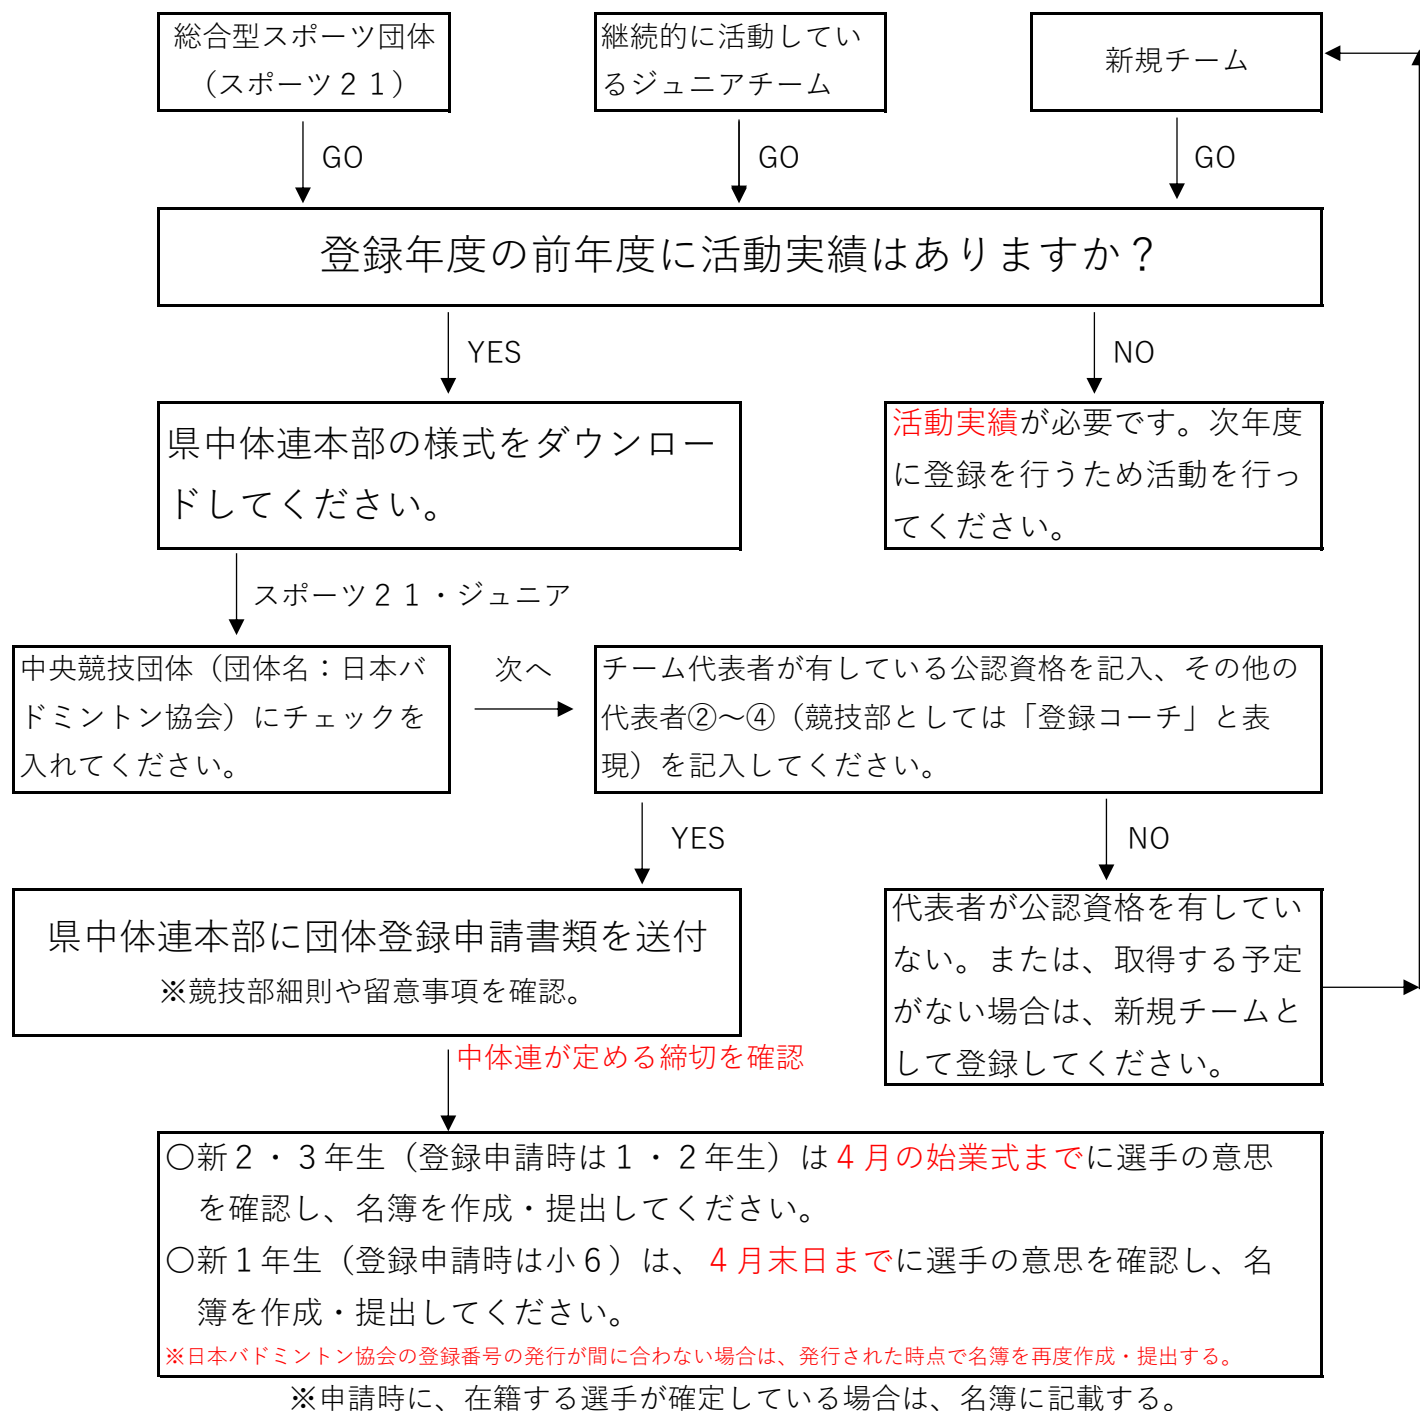 総合型スポーツ団体
（スポーツ２１）
継続的に活動してい
るジュニアチーム
新規チーム
GO
GO
GO
登録年度の前年度に活動実績はありますか？
YES
NO
県中体連本部の様式をダウンロー
ドしてください。
活動実績が必要です。次年度
に登録を行うため活動を行っ
てください。
スポーツ２１・ジュニア
中央競技団体（団体名：日本バ
ドミントン協会）にチェックを
入れてください。
次へ
チーム代表者が有している公認資格を記入、その他の
代表者②～④（競技部としては「登録コーチ」と表
現）を記入してください。
YES
NO
県中体連本部に団体登録申請書類を送付
※競技部細則や留意事項を確認。
代表者が公認資格を有してい
ない。または、取得する予定
がない場合は、新規チームと
して登録してください。
中体連が定める締切を確認
〇新２・３年生（登録申請時は１・２年生）は４月の始業式までに選手の意思
を確認し、名簿を作成・提出してください。
〇新１年生（登録申請時は小６）は、４月末日までに選手の意思を確認し、名
簿を作成・提出してください。
※日本バドミントン協会の登録番号の発行が間に合わない場合は、発行された時点で名簿を再度作成・提出する。
※申請時に、在籍する選手が確定している場合は、名簿に記載する。